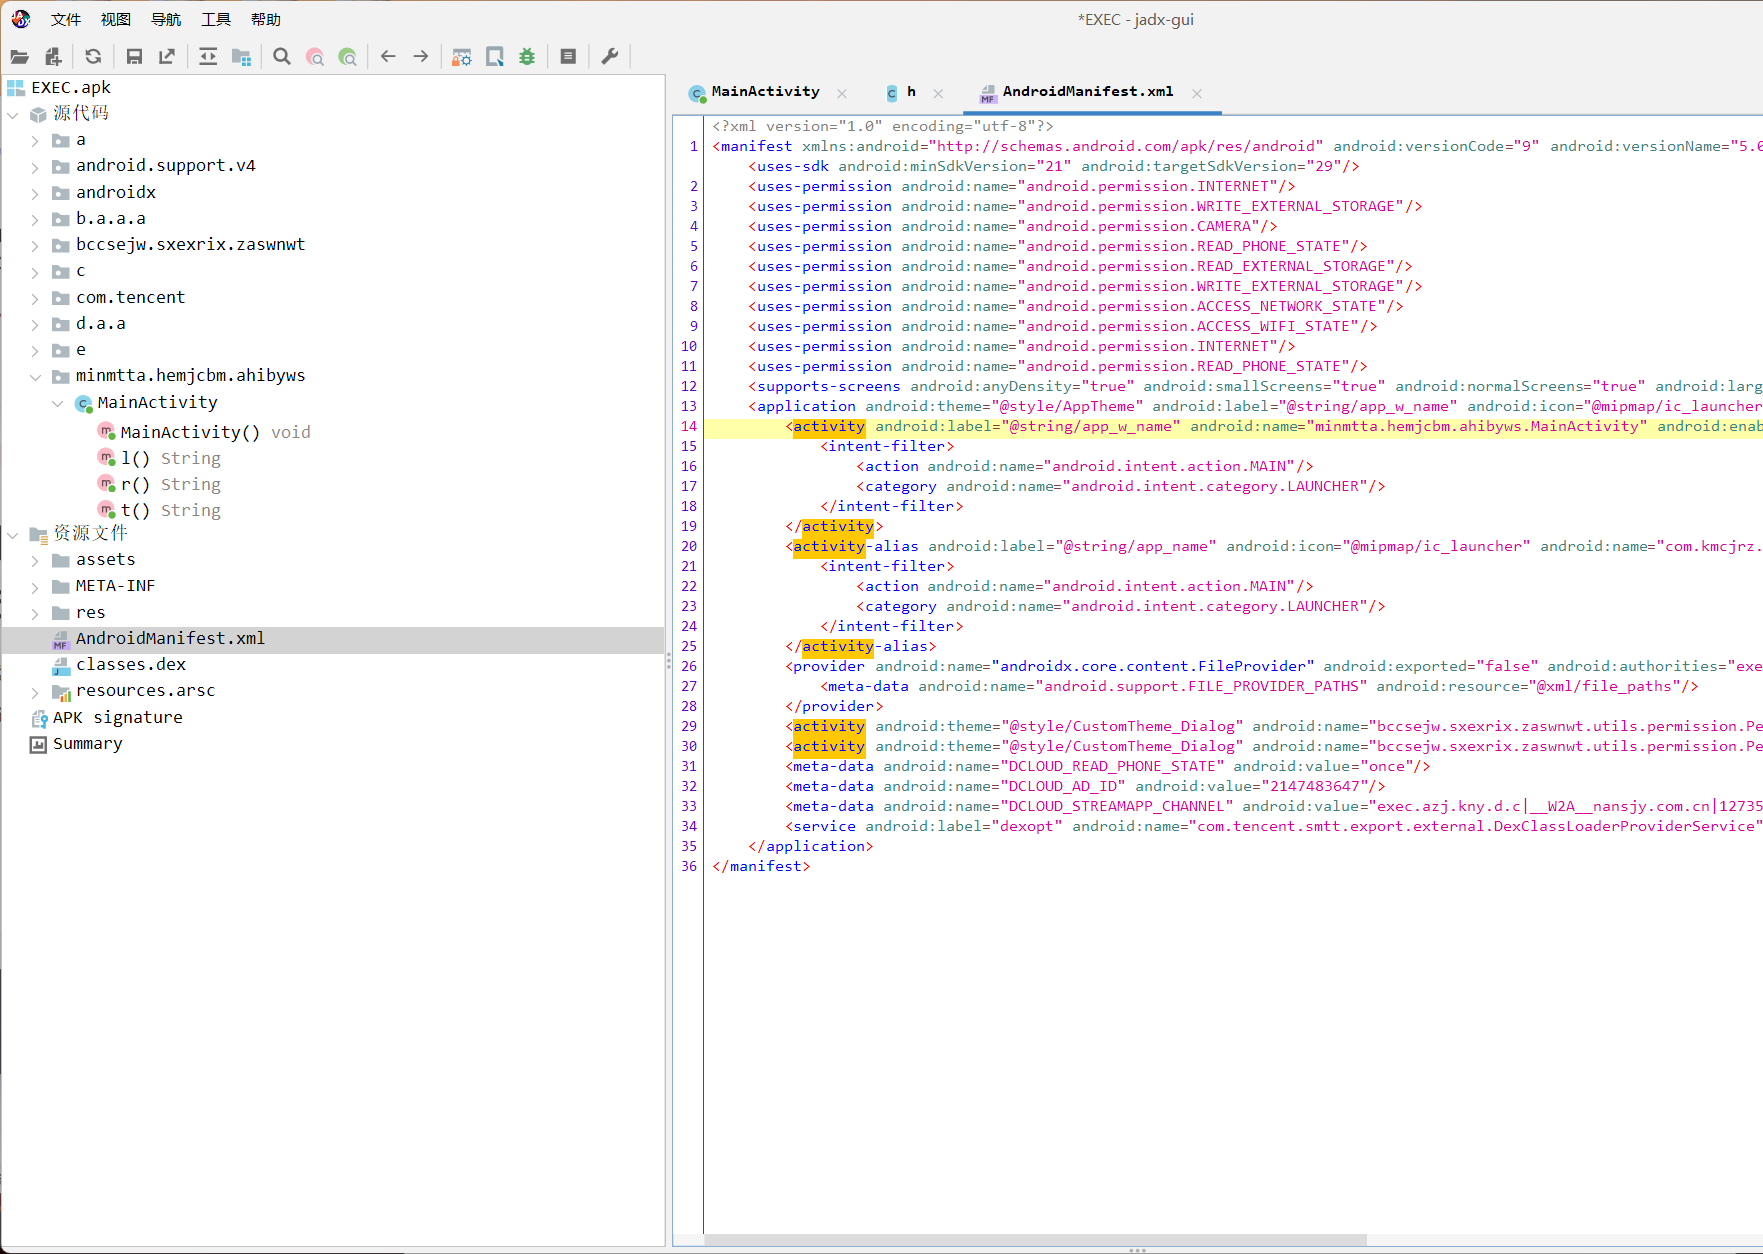 文件 视图 导航 工具 帮助
*EXEC - jadx-gui
EXEC.apk
源代码
a
android.support.v4
androidx
b.a.a.a
bccsejw.sxexrix.zaswnwt
c
com.tencent
d.a.a
e
minmtta.hemjcbm.ahibyws
MainActivity
MainActivity() void
l() String
r() String
t() String
资源文件
assets
META-INF
res
AndroidManifest.xml
classes.dex
resources.arsc
APK signature
Summary
MainActivity h AndroidManifest.xml
<?xml version="1.0" encoding="utf-8"?>
1 <manifest xmlns:android="http://schemas.android.com/apk/res/android" android:versionCode="9" android:versionName="5.0
<uses-sdk android:minSdkVersion="21" android:targetSdkVersion="29"/>
2 <uses-permission android:name="android.permission.INTERNET"/>
3 <uses-permission android:name="android.permission.WRITE_EXTERNAL_STORAGE"/>
4 <uses-permission android:name="android.permission.CAMERA"/>
5 <uses-permission android:name="android.permission.READ_PHONE_STATE"/>
6 <uses-permission android:name="android.permission.READ_EXTERNAL_STORAGE"/>
7 <uses-permission android:name="android.permission.WRITE_EXTERNAL_STORAGE"/>
8 <uses-permission android:name="android.permission.ACCESS_NETWORK_STATE"/>
9 <uses-permission android:name="android.permission.ACCESS_WIFI_STATE"/>
10 <uses-permission android:name="android.permission.INTERNET"/>
11 <uses-permission android:name="android.permission.READ_PHONE_STATE"/>
12 <supports-screens android:anyDensity="true" android:smallScreens="true" android:normalScreens="true" android:larg
13 <application android:theme="@style/AppTheme" android:label="@string/app_w_name" android:icon="@mipmap/ic_launcher
14 <activity android:label="@string/app_w_name" android:name="minmtta.hemjcbm.ahibyws.MainActivity" android:enab
15 <intent-filter>
16 <action android:name="android.intent.action.MAIN"/>
17 <category android:name="android.intent.category.LAUNCHER"/>
18 </intent-filter>
19 </activity>
20 <activity-alias android:label="@string/app_name" android:icon="@mipmap/ic_launcher" android:name="com.kmcjrz.
21 <intent-filter>
22 <action android:name="android.intent.action.MAIN"/>
23 <category android:name="android.intent.category.LAUNCHER"/>
24 </intent-filter>
25 </activity-alias>
26 <provider android:name="androidx.core.content.FileProvider" android:exported="false" android:authorities="exe
27 <meta-data android:name="android.support.FILE_PROVIDER_PATHS" android:resource="@xml/file_paths"/>
28 </provider>
29 <activity android:theme="@style/CustomTheme_Dialog" android:name="bccsejw.sxexrix.zaswnwt.utils.permission.Pe
30 <activity android:theme="@style/CustomTheme_Dialog" android:name="bccsejw.sxexrix.zaswnwt.utils.permission.Pe
31 <meta-data android:name="DCLOUD_READ_PHONE_STATE" android:value="once"/>
32 <meta-data android:name="DCLOUD_AD_ID" android:value="2147483647"/>
33 <meta-data android:name="DCLOUD_STREAMAPP_CHANNEL" android:value="exec.azj.kny.d.c|__W2A__nansjy.com.cn|12735
34 <service android:label="dexopt" android:name="com.tencent.smtt.export.external.DexClassLoaderProviderService"
35 </application>
36 </manifest>